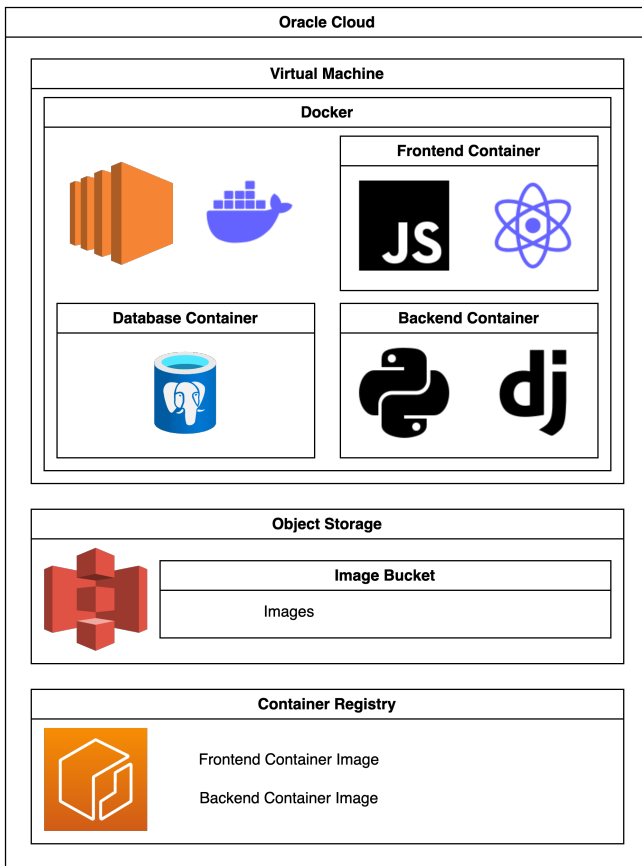 Oracle Cloud
Virtual Machine
Docker
Frontend Container
JS
Database Container
Backend Container
dj
Object Storage
Image Bucket
Images
Container Registry
Frontend Container Image
Backend Container Image